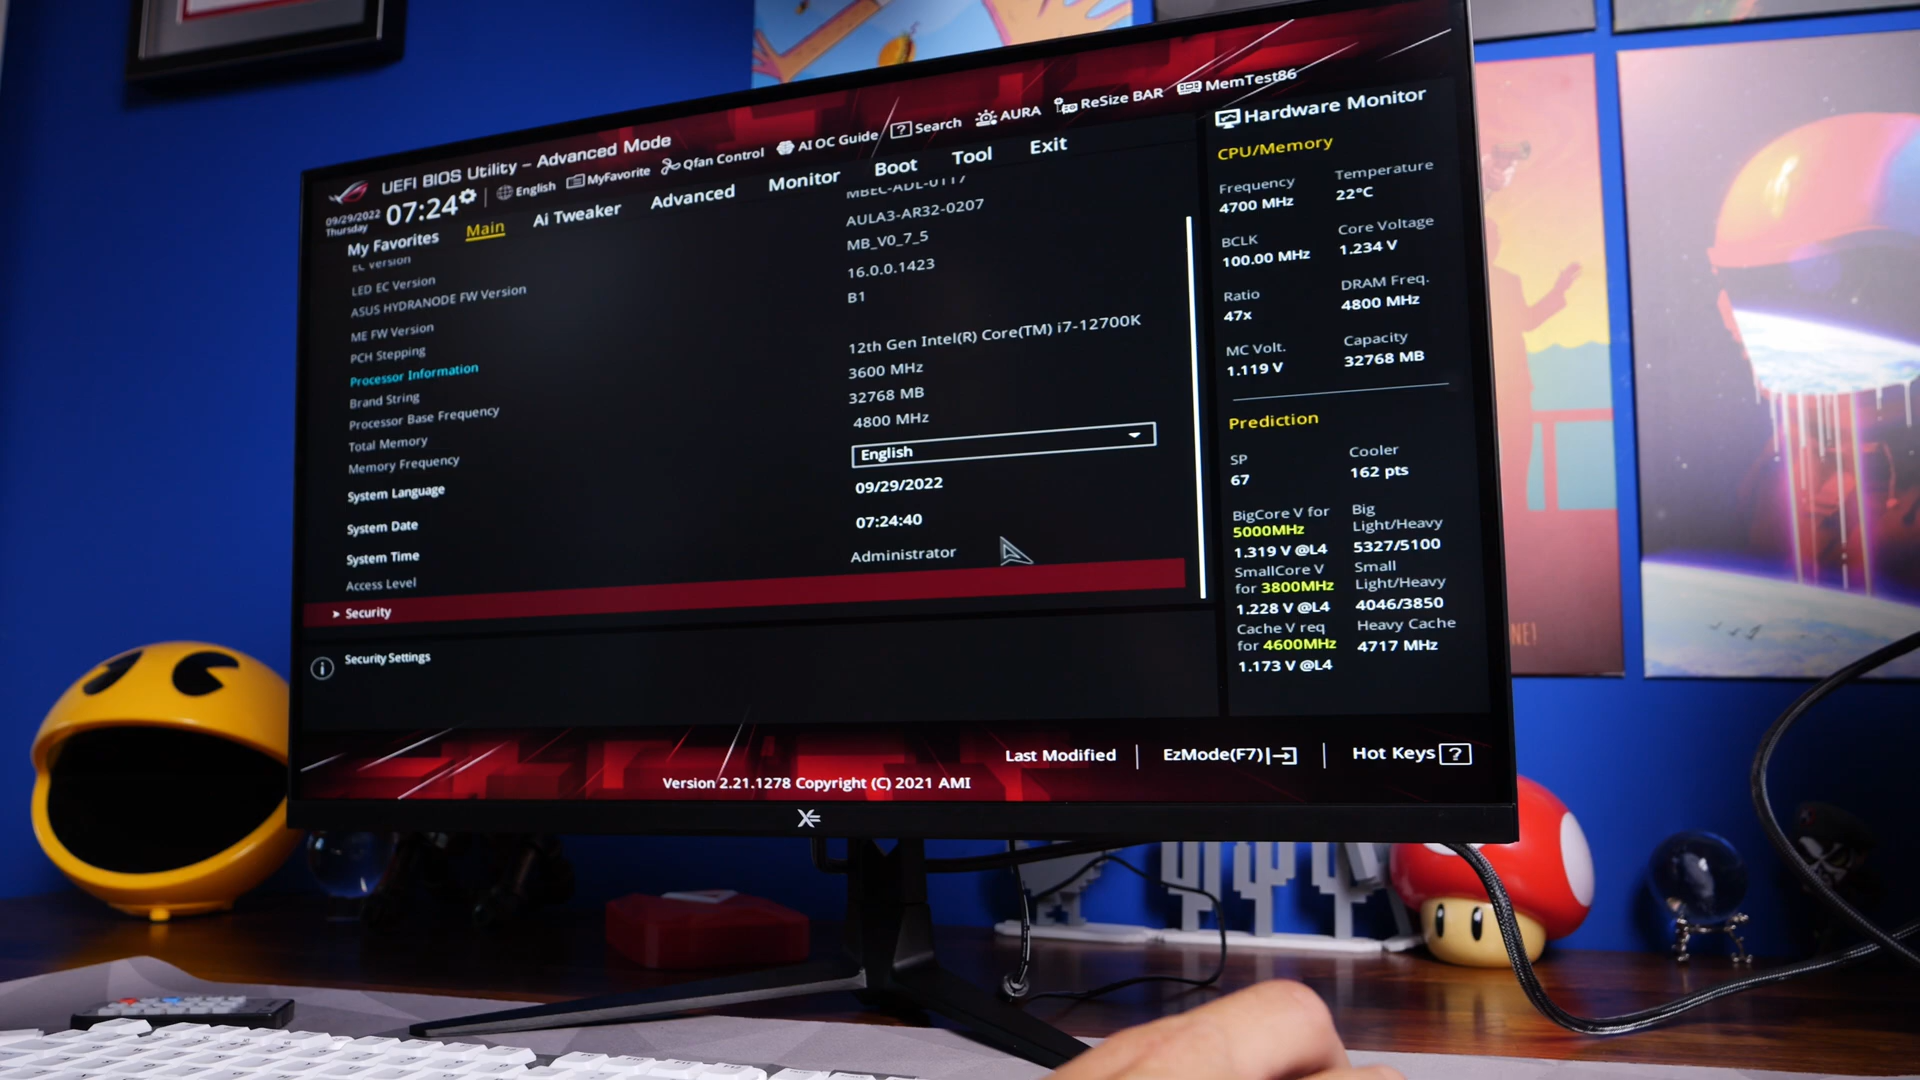 UEFI BIOS Utility – Advanced Mode
09/29/2022
Thursday
07:24
English
MyFavorite
Qfan Control
AI OC Guide
Search
AURA
ReSize BAR
MemTest86
My Favorites
Main
Ai Tweaker
Advanced
Monitor
Boot
Tool
Exit
EC Version MBEC-ADL-0117
LED EC Version AULA3-AR32-0207
ASUS HYDRANODE FW Version MB_V0_7_5
ME FW Version 16.0.0.1423
PCH Stepping B1
Processor Information
Brand String 12th Gen Intel(R) Core(TM) i7-12700K
Processor Base Frequency 3600 MHz
Total Memory 32768 MB
Memory Frequency 4800 MHz
System Language English
System Date 09/29/2022
System Time 07:24:40
Access Level Administrator
Security
Security Settings
Hardware Monitor
CPU/Memory
Frequency Temperature
4700 MHz 22°C
BCLK Core Voltage
100.00 MHz 1.234 V
Ratio DRAM Freq.
47x 4800 MHz
MC Volt. Capacity
1.119 V 32768 MB
Prediction
SP Cooler
67 162 pts
BigCore V for Big
5000MHz Light/Heavy
1.319 V @L4 5327/5100
SmallCore V Small
for 3800MHz Light/Heavy
1.228 V @L4 4046/3850
Cache V req Heavy Cache
for 4600MHz 4717 MHz
1.173 V @L4
Last Modified
EzMode(F7)
Hot Keys ?
Version 2.21.1278 Copyright (C) 2021 AMI